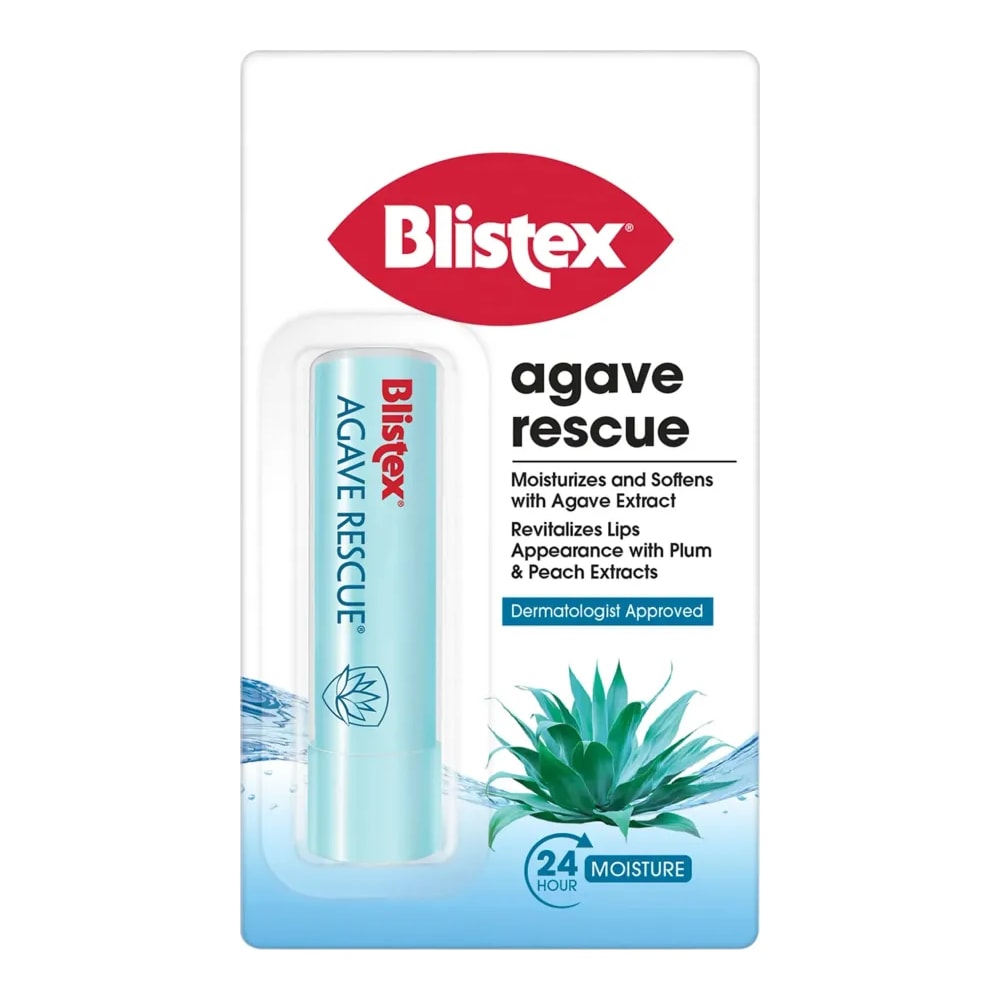 Blistex®
agave
rescue
Moisturizes and Softens
with Agave Extract
Revitalizes Lips
Appearance with Plum
& Peach Extracts
Dermatologist Approved
24
HOUR
MOISTURE
Blistex®
AGAVE RESCUE®